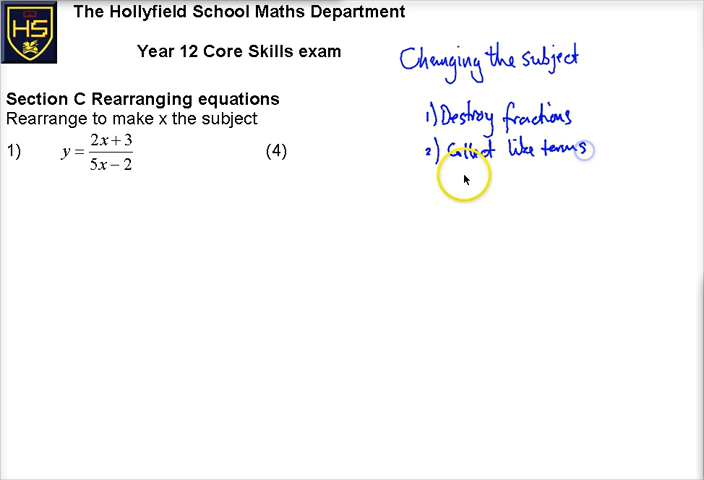 HS
The Hollyfield School Maths Department
Year 12 Core Skills exam
Changing the subject
Section C Rearranging equations
Rearrange to make x the subject
1) Destroy fractions
1) y = (2x + 3)/(5x − 2) (4)
2) Collect like terms